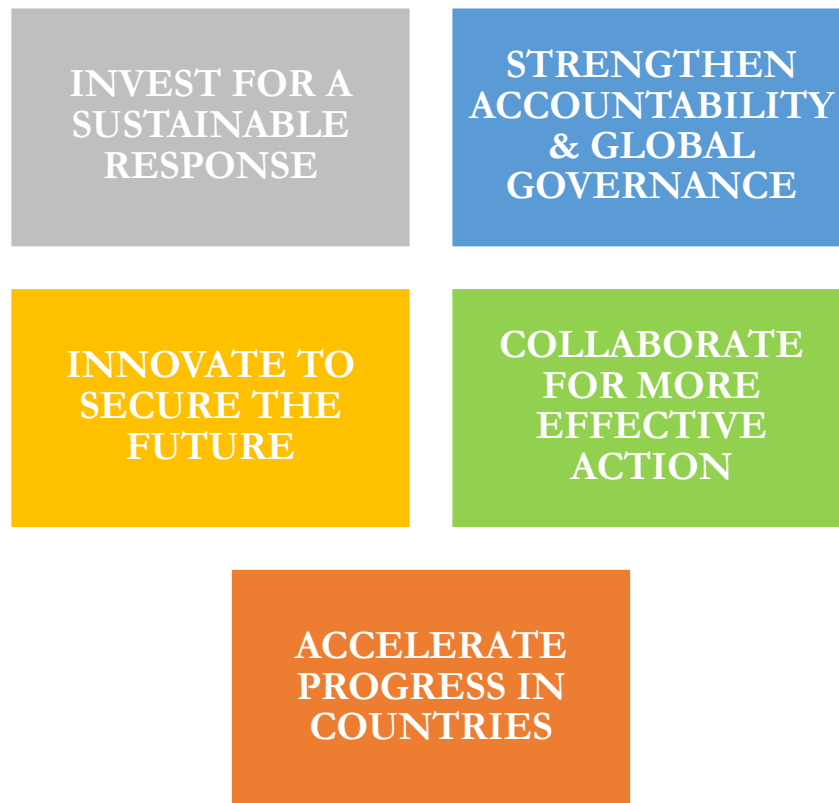 INVEST FOR A
SUSTAINABLE
RESPONSE
STRENGTHEN
ACCOUNTABILITY
& GLOBAL
GOVERNANCE
INNOVATE TO
SECURE THE
FUTURE
COLLABORATE
FOR MORE
EFFECTIVE
ACTION
ACCELERATE
PROGRESS IN
COUNTRIES